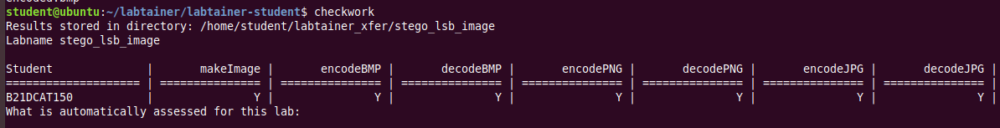 student@ubuntu:~/labtainer/labtainer-student$ checkwork
Results stored in directory: /home/student/labtainer_xfer/stego_lsb_image
Labname stego_lsb_image
Student | makeImage | encodeBMP | decodeBMP | encodePNG | decodePNG | encodeJPG | decodeJPG |
==================== | =============== | =============== | =============== | =============== | =============== | =============== | =============== |
B21DCAT150 | Y | Y | Y | Y | Y | Y | Y |
What is automatically assessed for this lab: